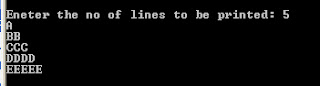 Eneter the no of lines to be printed: 5
A
BB
CCC
DDDD
EEEEE